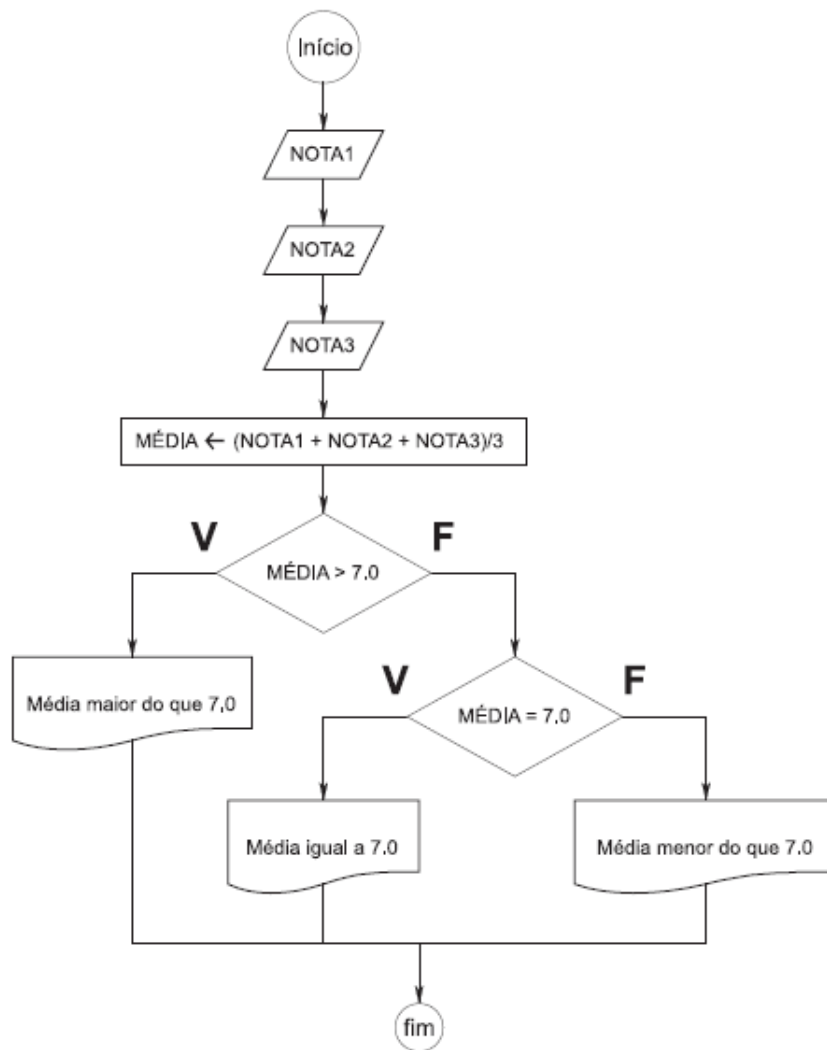 Início
NOTA1
NOTA2
NOTA3
MÉDIA ← (NOTA1 + NOTA2 + NOTA3)/3
V F
MÉDIA > 7.0
Média maior do que 7.0
V F
MÉDIA = 7.0
Média igual a 7.0
Média menor do que 7.0
fim